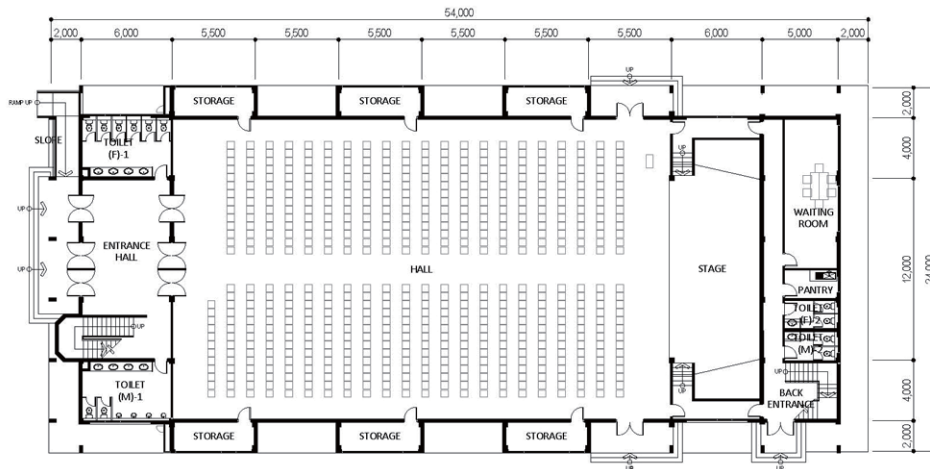 54,000
2,000 6,000 5,500 5,500 5,500 5,500 5,500 5,500 6,000 5,000 2,000
UP
STORAGE STORAGE STORAGE
2,000
RAMP UP
SLOPE
TOILET
(F)-1
UP
4,000
UP
WAITING
ROOM
ENTRANCE
HALL
UP
HALL
STAGE
12,000
24,000
PANTRY
TOILET
(F)-2
UP
TOILET
(M)-2
UP
UP
TOILET
(M)-1
BACK
ENTRANCE
4,000
STORAGE STORAGE STORAGE
2,000
UP
UP